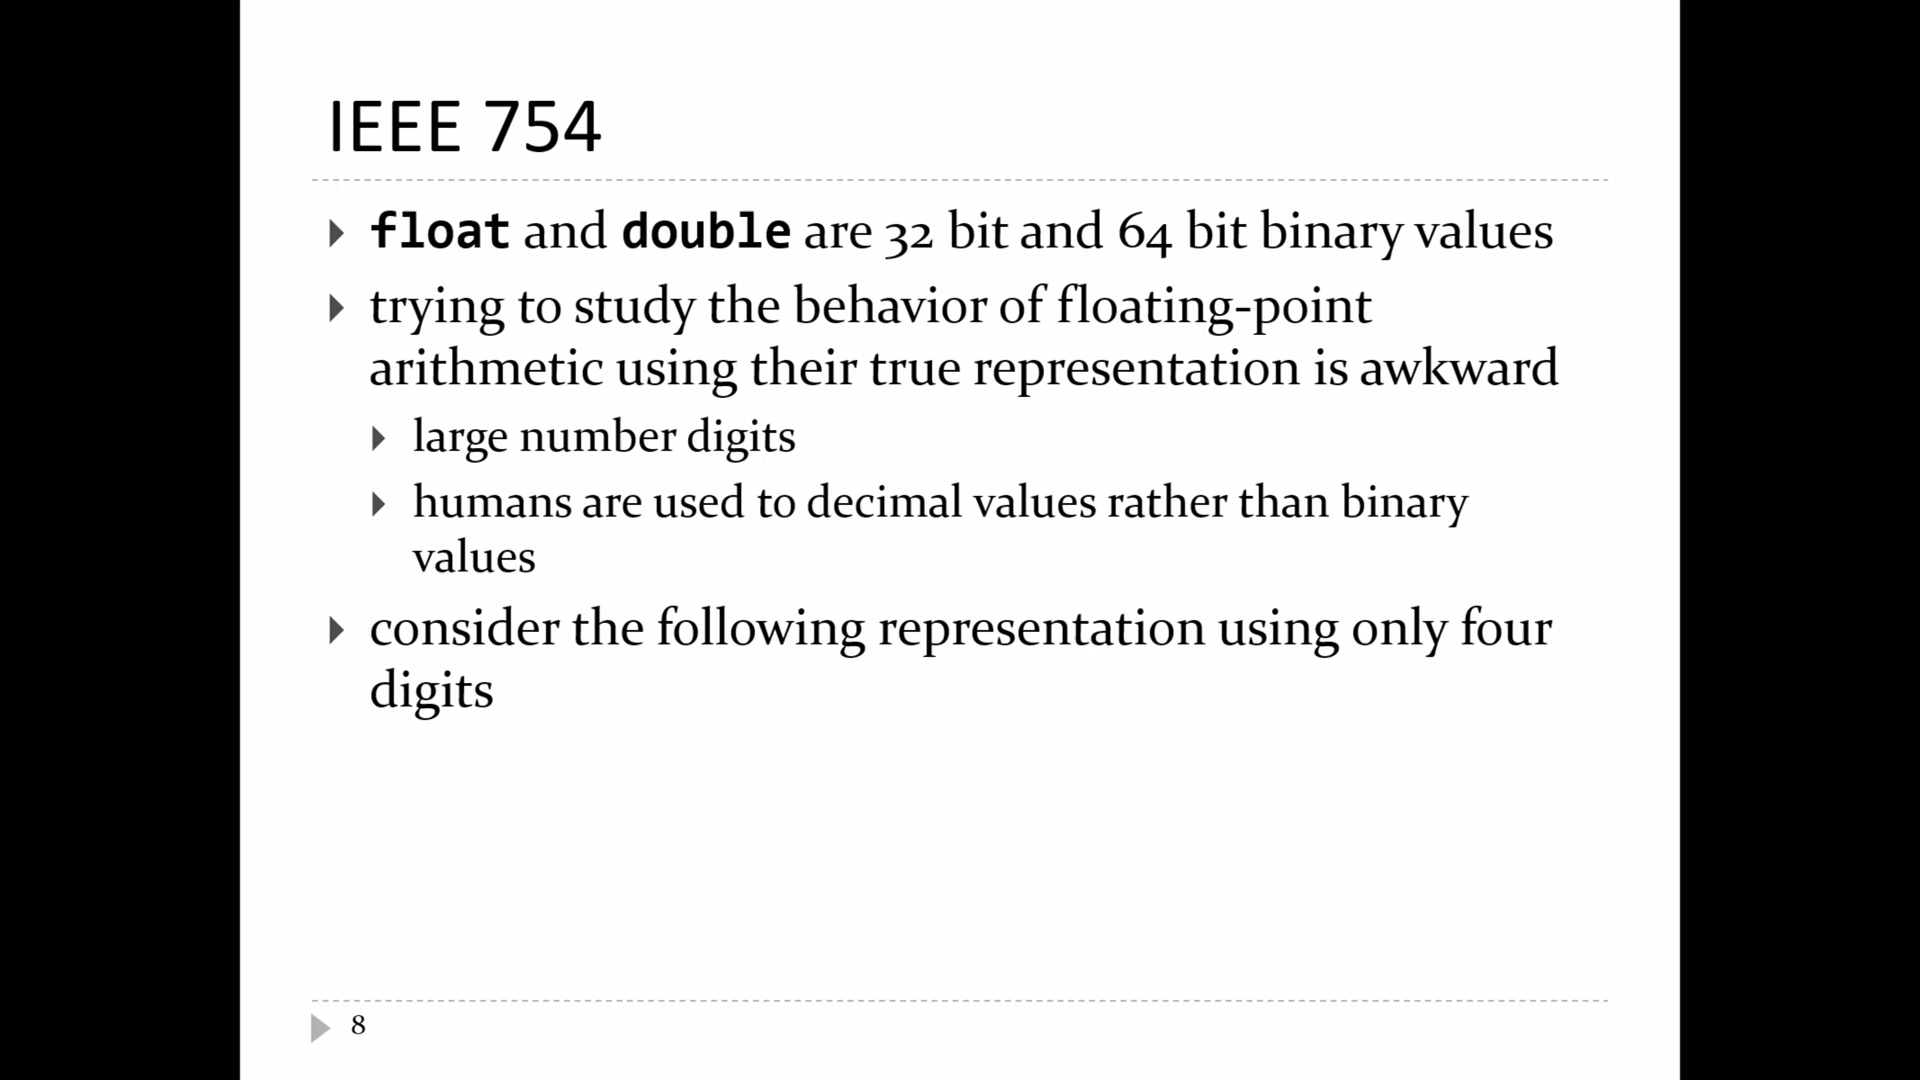 IEEE 754
float and double are 32 bit and 64 bit binary values
trying to study the behavior of floating-point
arithmetic using their true representation is awkward
large number digits
humans are used to decimal values rather than binary
values
consider the following representation using only four
digits
8